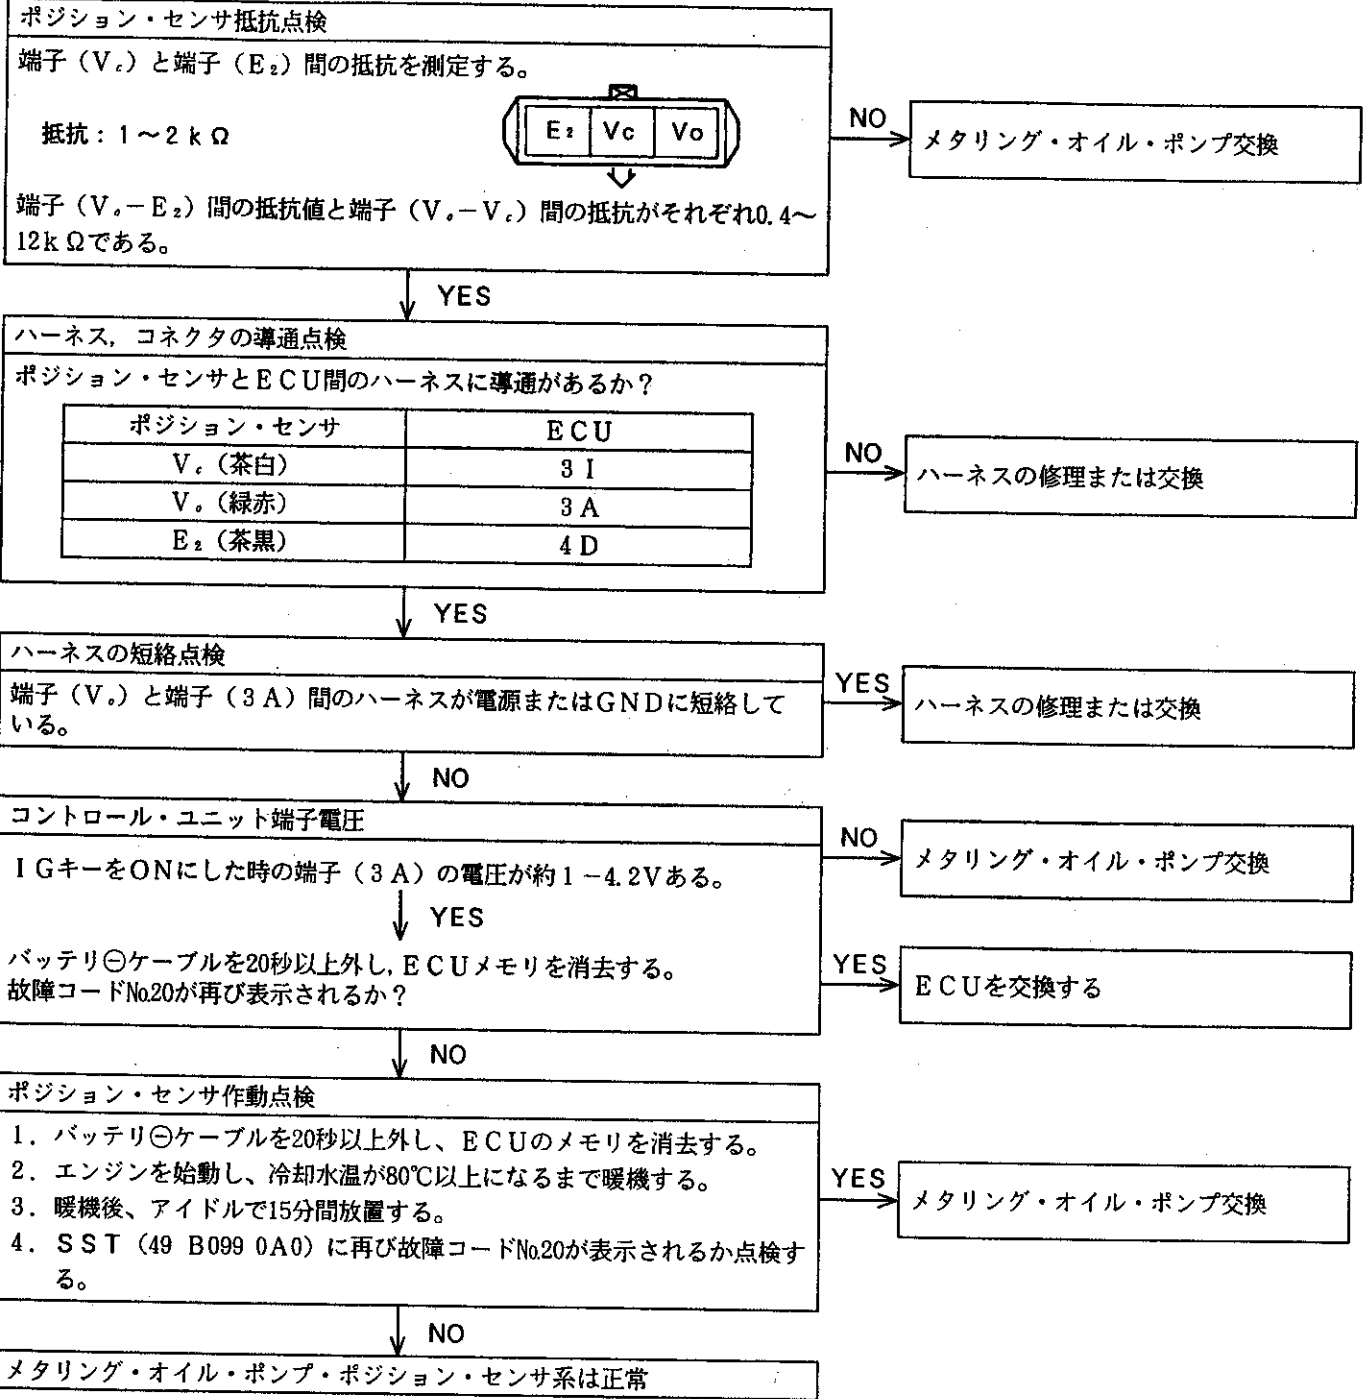 ポジション・センサ抵抗点検
端子（Vc）と端子（E₂）間の抵抗を測定する。
抵抗：1～2kΩ
E₂ Vc Vo
NO
メタリング・オイル・ポンプ交換
端子（Vo－E₂）間の抵抗値と端子（Vo－Vc）間の抵抗がそれぞれ0.4～
12kΩである。
YES
ハーネス，コネクタの導通点検
ポジション・センサとECU間のハーネスに導通があるか？
ポジション・センサ ECU
Vc（茶白） 3I
Vo（緑赤） 3A
E₂（茶黒） 4D
NO
ハーネスの修理または交換
YES
ハーネスの短絡点検
端子（Vo）と端子（3A）間のハーネスが電源またはGNDに短絡して
いる。
YES
ハーネスの修理または交換
NO
コントロール・ユニット端子電圧
IGキーをONにした時の端子（3A）の電圧が約1－4.2Vある。
NO
メタリング・オイル・ポンプ交換
YES
バッテリ⊖ケーブルを20秒以上外し，ECUメモリを消去する。
故障コード№20が再び表示されるか？
YES
ECUを交換する
NO
ポジション・センサ作動点検
1．バッテリ⊖ケーブルを20秒以上外し、ECUのメモリを消去する。
2．エンジンを始動し、冷却水温が80℃以上になるまで暖機する。
3．暖機後、アイドルで15分間放置する。
4．SST（49 B099 0A0）に再び故障コード№20が表示されるか点検す
る。
YES
メタリング・オイル・ポンプ交換
NO
メタリング・オイル・ポンプ・ポジション・センサ系は正常